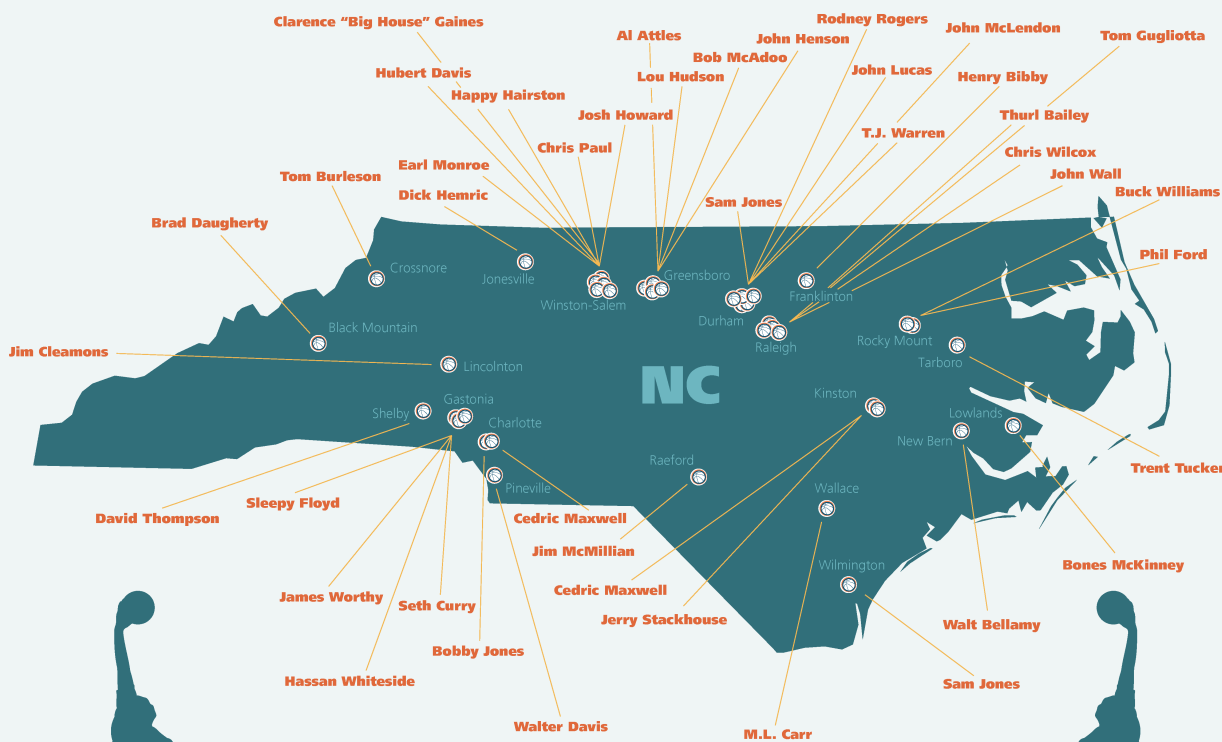 Clarence “Big House” Gaines
Rodney Rogers
John McLendon
Al Attles
Tom Gugliotta
John Henson
Bob McAdoo
Hubert Davis
John Lucas
Lou Hudson
Henry Bibby
Happy Hairston
Josh Howard
Thurl Bailey
T.J. Warren
Chris Paul
Chris Wilcox
Earl Monroe
John Wall
Tom Burleson
Buck Williams
Dick Hemric
Sam Jones
Brad Daugherty
Phil Ford
Crossnore
Greensboro
Jonesville
Franklinton
Winston-Salem
Durham
Black Mountain
Rocky Mount
Raleigh
Jim Cleamons
Tarboro
Lincolnton
NC
Kinston
Gastonia
Shelby
Lowlands
Charlotte
New Bern
Raeford
Trent Tucker
Pineville
Wallace
Sleepy Floyd
David Thompson
Cedric Maxwell
Jim McMillian
Wilmington
Bones McKinney
Cedric Maxwell
James Worthy
Seth Curry
Jerry Stackhouse
Walt Bellamy
Bobby Jones
Hassan Whiteside
Sam Jones
Walter Davis
M.L. Carr